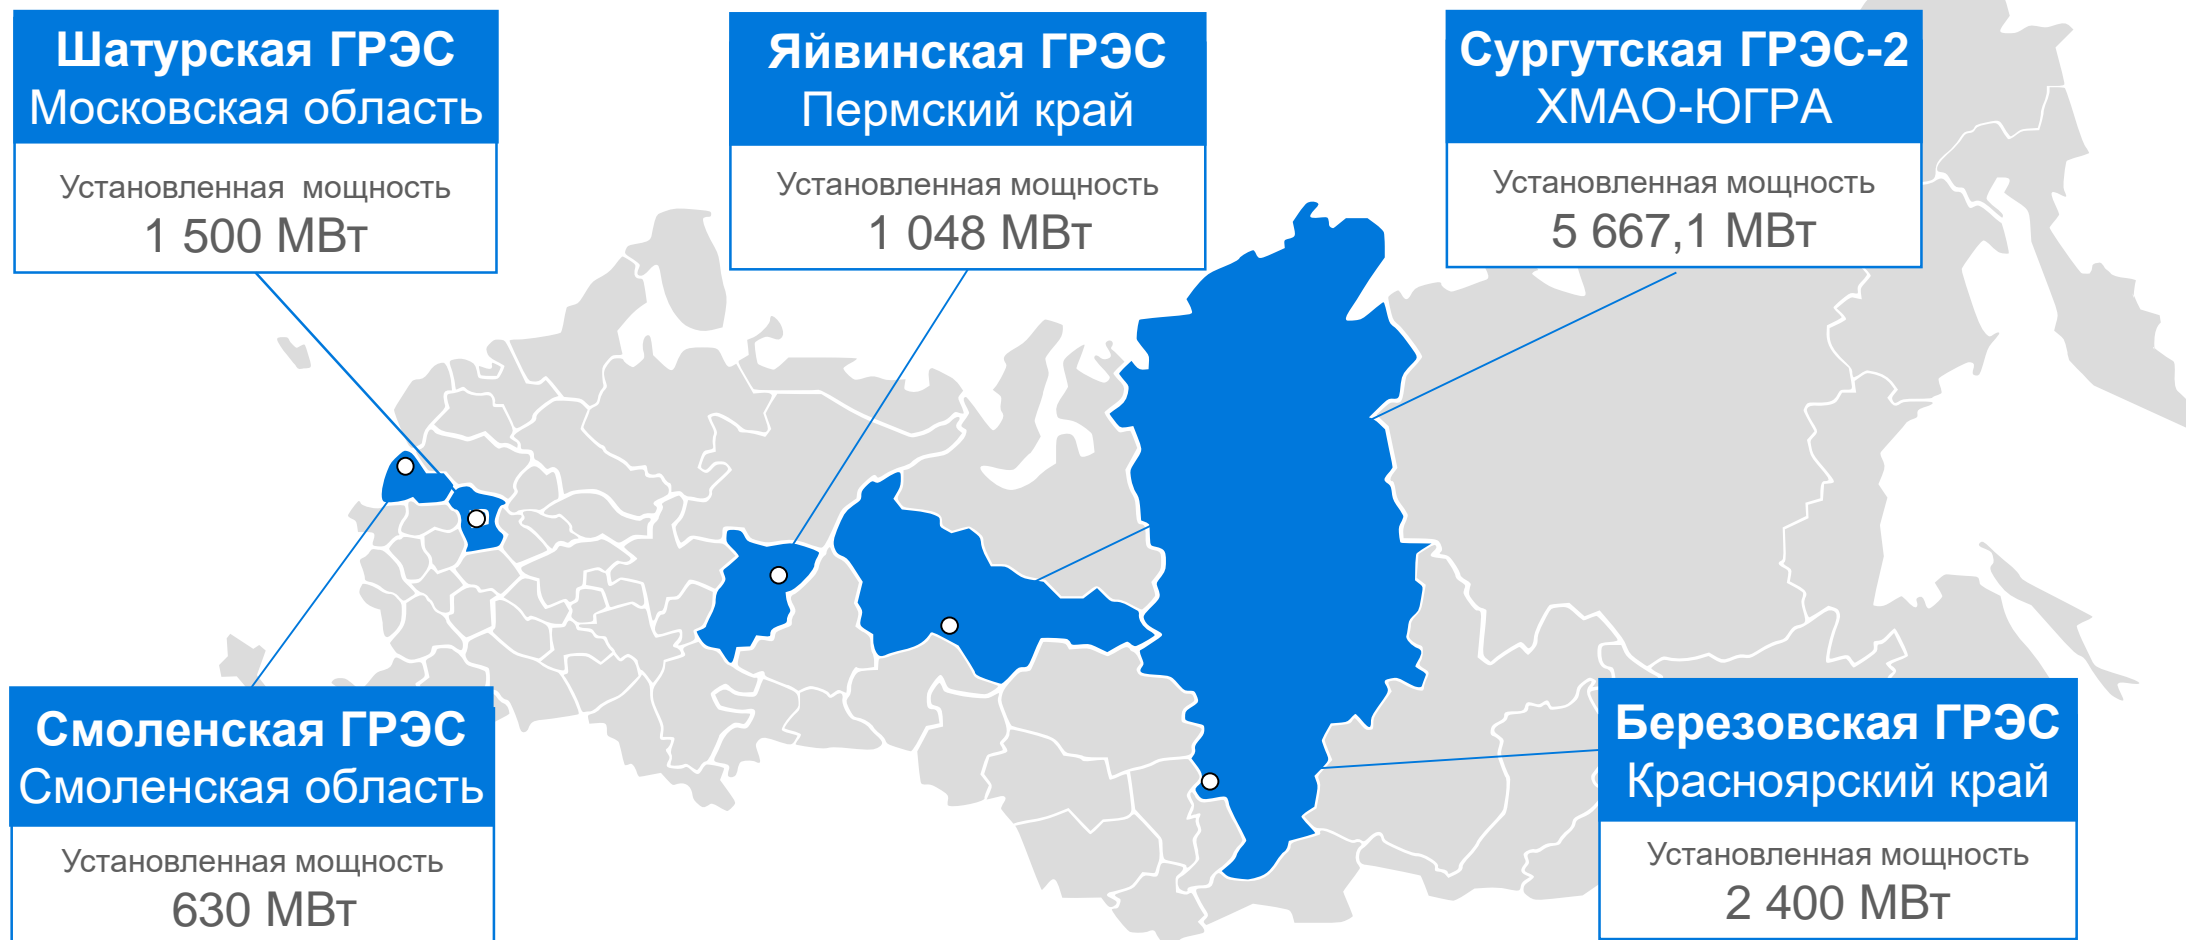 Шатурская ГРЭС
Московская область
Установленная мощность
1 500 МВт
Яйвинская ГРЭС
Пермский край
Установленная мощность
1 048 МВт
Сургутская ГРЭС-2
ХМАО-ЮГРА
Установленная мощность
5 667,1 МВт
Смоленская ГРЭС
Смоленская область
Установленная мощность
630 МВт
Березовская ГРЭС
Красноярский край
Установленная мощность
2 400 МВт